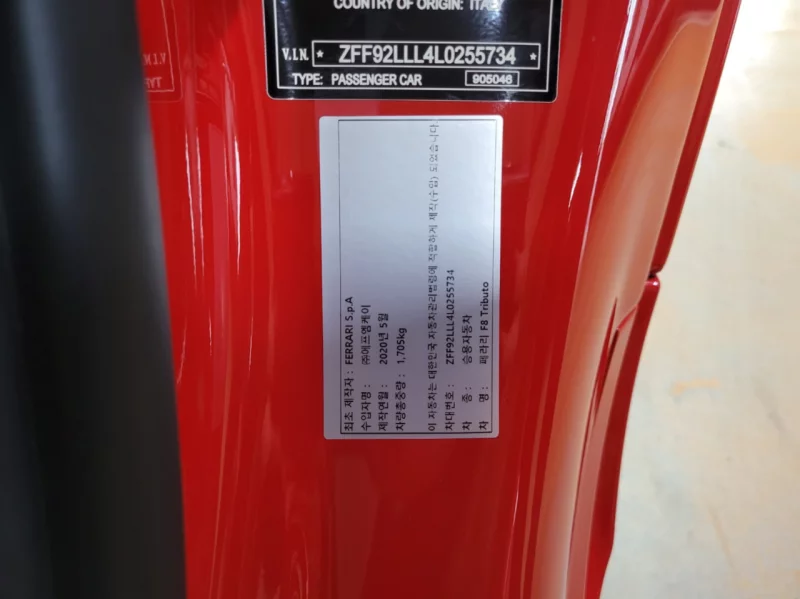 COUNTRY OF ORIGIN: ITALY
V.I.N. * ZFF92LLL4L0255734 *
TYPE: PASSENGER CAR 905046
최초 제작자 : FERRARI S.p.A
수입자명 : ㈜에프엠케이
제작연월 : 2020년 5월
차량총중량 : 1,705kg
이 자동차는 대한민국 자동차관리법령에 적합하게 제작(수입) 되었습니다.
차대번호 : ZFF92LLL4L0255734
차 종 : 승용자동차
차 명 : 페라리 F8 Tributo